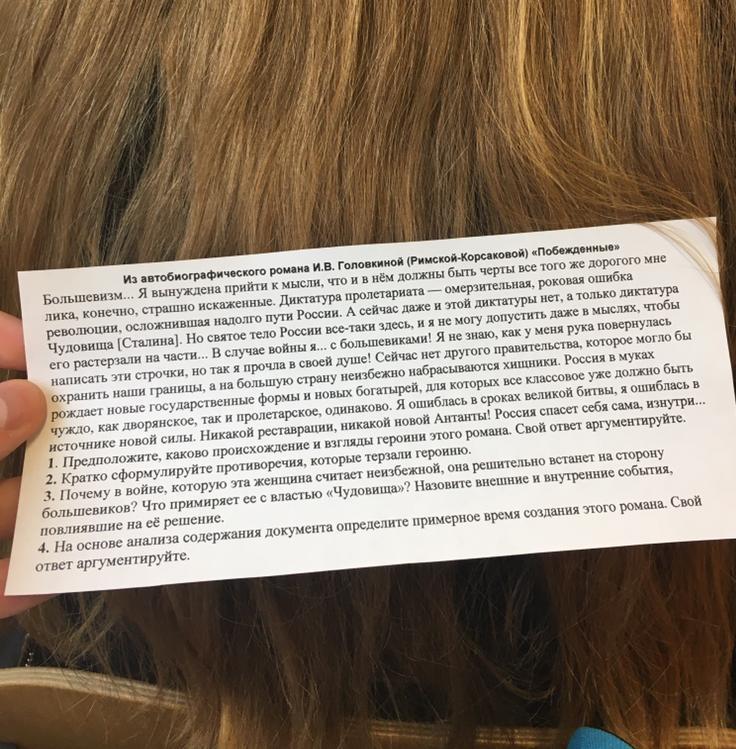 Из автобиографического романа И.В. Головкиной (Римской-Корсаковой) «Побежденные»
Большевизм... Я вынуждена прийти к мысли, что и в нём должны быть черты все того же дорогого мне
лика, конечно, страшно искаженные. Диктатура пролетариата — омерзительная, роковая ошибка
революции, осложнившая надолго пути России. А сейчас даже и этой диктатуры нет, а только диктатура
Чудовища [Сталина]. Но святое тело России все-таки здесь, и я не могу допустить даже в мыслях, чтобы
его растерзали на части... В случае войны я... с большевиками! Я не знаю, как у меня рука повернулась
написать эти строчки, но так я прочла в своей душе! Сейчас нет другого правительства, которое могло бы
охранить наши границы, а на большую страну неизбежно набрасываются хищники. Россия в муках
рождает новые государственные формы и новых богатырей, для которых все классовое уже должно быть
чуждо, как дворянское, так и пролетарское, одинаково. Я ошиблась в сроках великой битвы, я ошиблась в
источнике новой силы. Никакой реставрации, никакой новой Антанты! Россия спасет себя сама, изнутри...
1. Предположите, каково происхождение и взгляды героини этого романа. Свой ответ аргументируйте.
2. Кратко сформулируйте противоречия, которые терзали героиню.
3. Почему в войне, которую эта женщина считает неизбежной, она решительно встанет на сторону
большевиков? Что примиряет ее с властью «Чудовища»? Назовите внешние и внутренние события,
повлиявшие на её решение.
4. На основе анализа содержания документа определите примерное время создания этого романа. Свой
ответ аргументируйте.